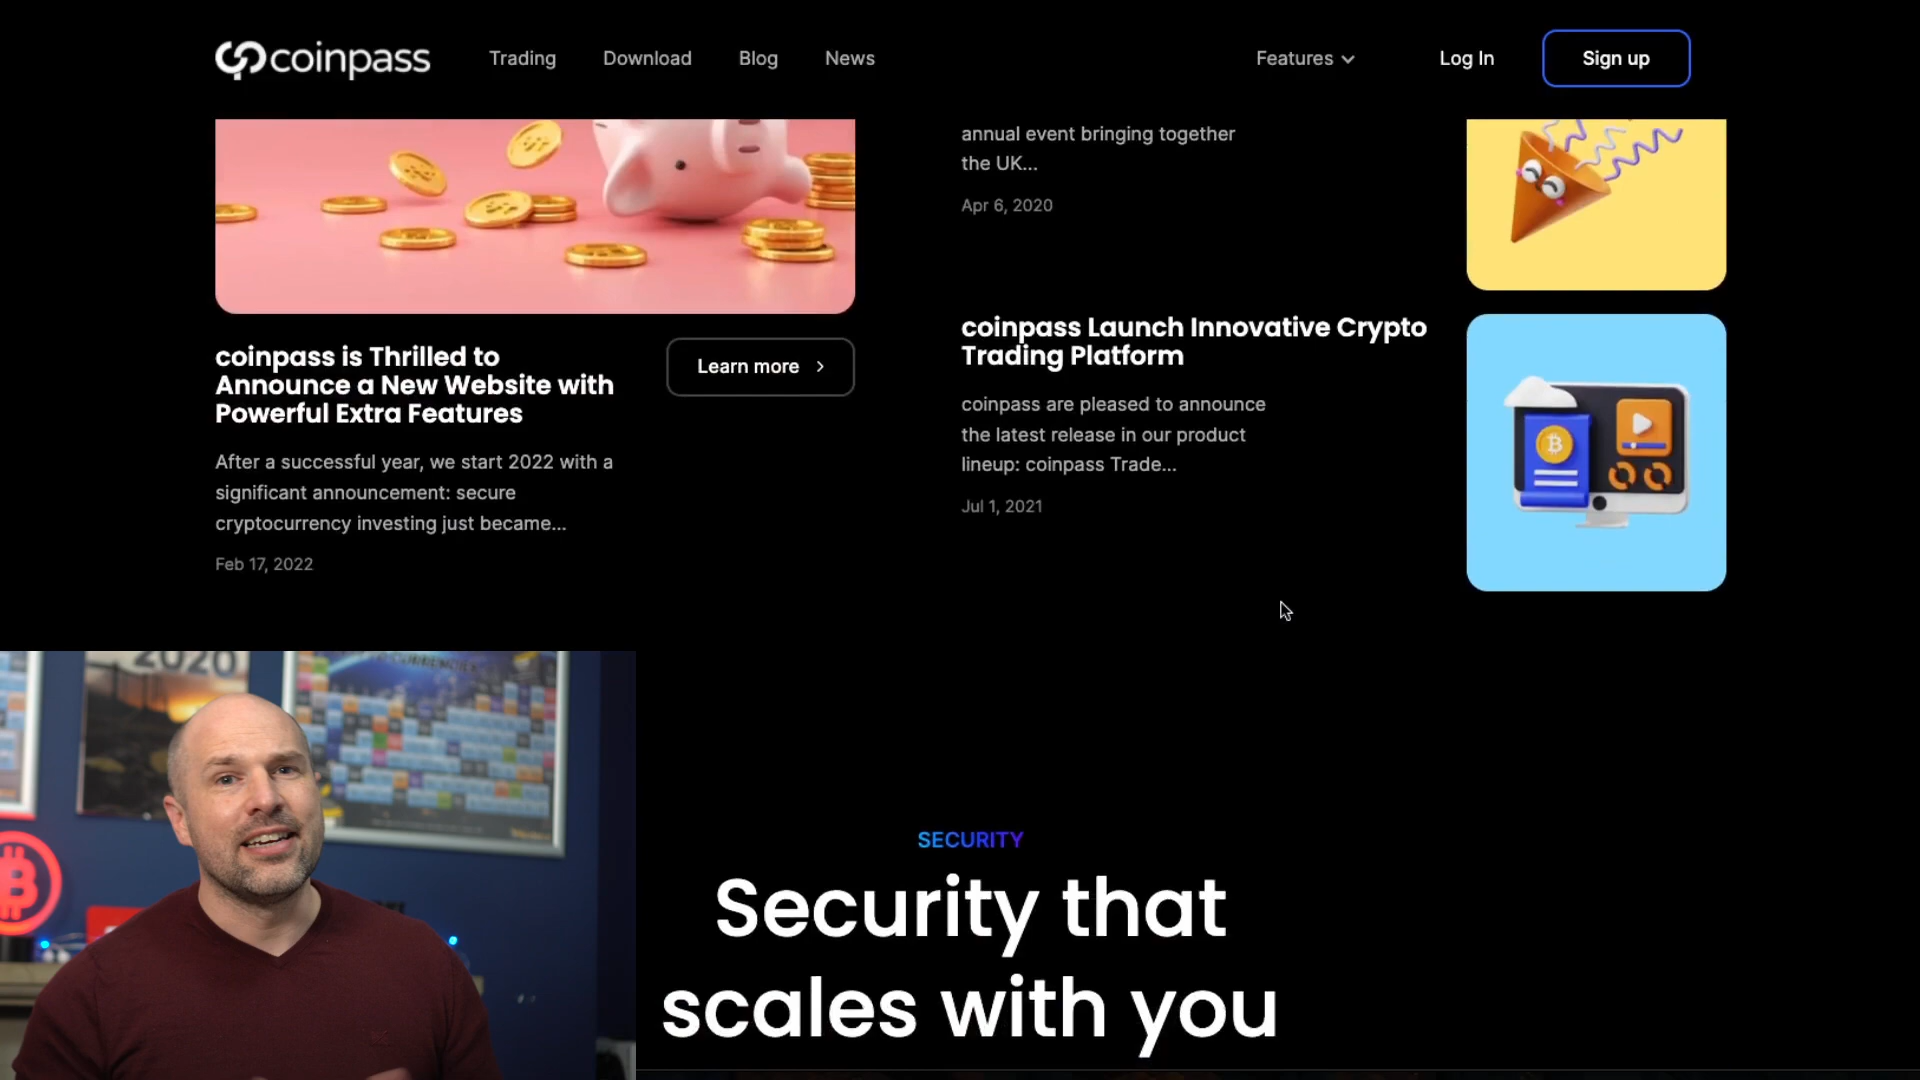 coinpass
Trading
Download
Blog
News
Features
Log In
Sign up
annual event bringing together
the UK...
Apr 6, 2020
coinpass is Thrilled to
Announce a New Website with
Powerful Extra Features
Learn more
After a successful year, we start 2022 with a
significant announcement: secure
cryptocurrency investing just became...
Feb 17, 2022
coinpass Launch Innovative Crypto
Trading Platform
coinpass are pleased to announce
the latest release in our product
lineup: coinpass Trade...
Jul 1, 2021
2020
SECURITY
Security that
scales with you